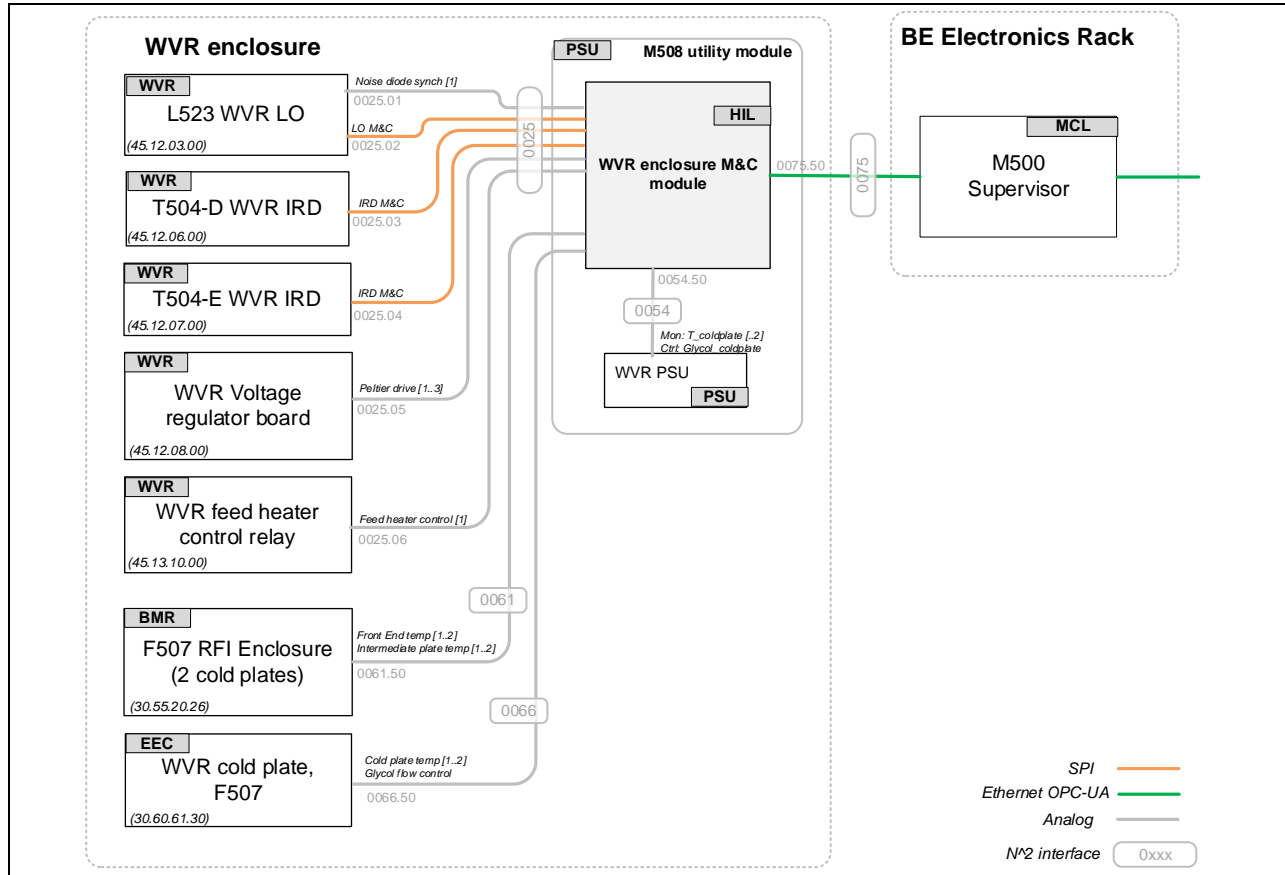 WVR enclosure
WVR
L523 WVR LO
(45.12.03.00)
Noise diode synch [1]
0025.01
LO M&C
0025.02
WVR
T504-D WVR IRD
(45.12.06.00)
IRD M&C
0025.03
WVR
T504-E WVR IRD
(45.12.07.00)
IRD M&C
0025.04
WVR
WVR Voltage
regulator board
(45.12.08.00)
Peltier drive [1..3]
0025.05
WVR
WVR feed heater
control relay
(45.13.10.00)
Feed heater control [1]
0025.06
BMR
F507 RFI Enclosure
(2 cold plates)
(30.55.20.26)
Front End temp [1..2]
Intermediate plate temp [1..2]
0061.50
EEC
WVR cold plate,
F507
(30.60.61.30)
Cold plate temp [1..2]
Glycol flow control
0066.50
0025
0061
0066
PSU
M508 utility module
HIL
WVR enclosure M&C
module
0054.50
0054
Mon: T_coldplate [..2]
Ctrl: Glycol_coldplate
WVR PSU
PSU
0075.50
0075
BE Electronics Rack
MCL
M500
Supervisor
SPI
Ethernet OPC-UA
Analog
N^2 interface
0xxx